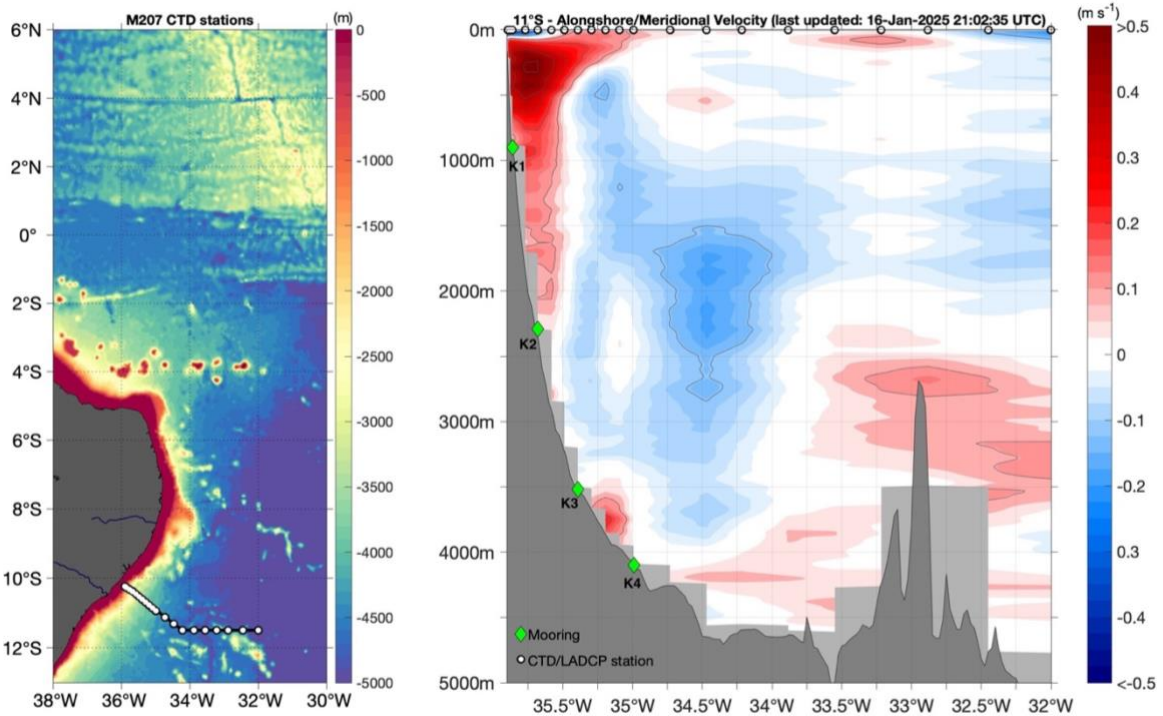 M207 CTD stations
(m)
6°N
4°N
2°N
0°
2°S
4°S
6°S
8°S
10°S
12°S
38°W
36°W
34°W
32°W
30°W
0
-500
-1000
-1500
-2000
-2500
-3000
-3500
-4000
-4500
-5000
11°S - Alongshore/Meridional Velocity (last updated: 16-Jan-2025 21:02:35 UTC)
(m s⁻¹)
0m
1000m
2000m
3000m
4000m
5000m
K1
K2
K3
K4
Mooring
CTD/LADCP station
35.5°W
35°W
34.5°W
34°W
33.5°W
33°W
32.5°W
32°W
>0.5
0.4
0.3
0.2
0.1
0
-0.1
-0.2
0.3
-0.4
<-0.5